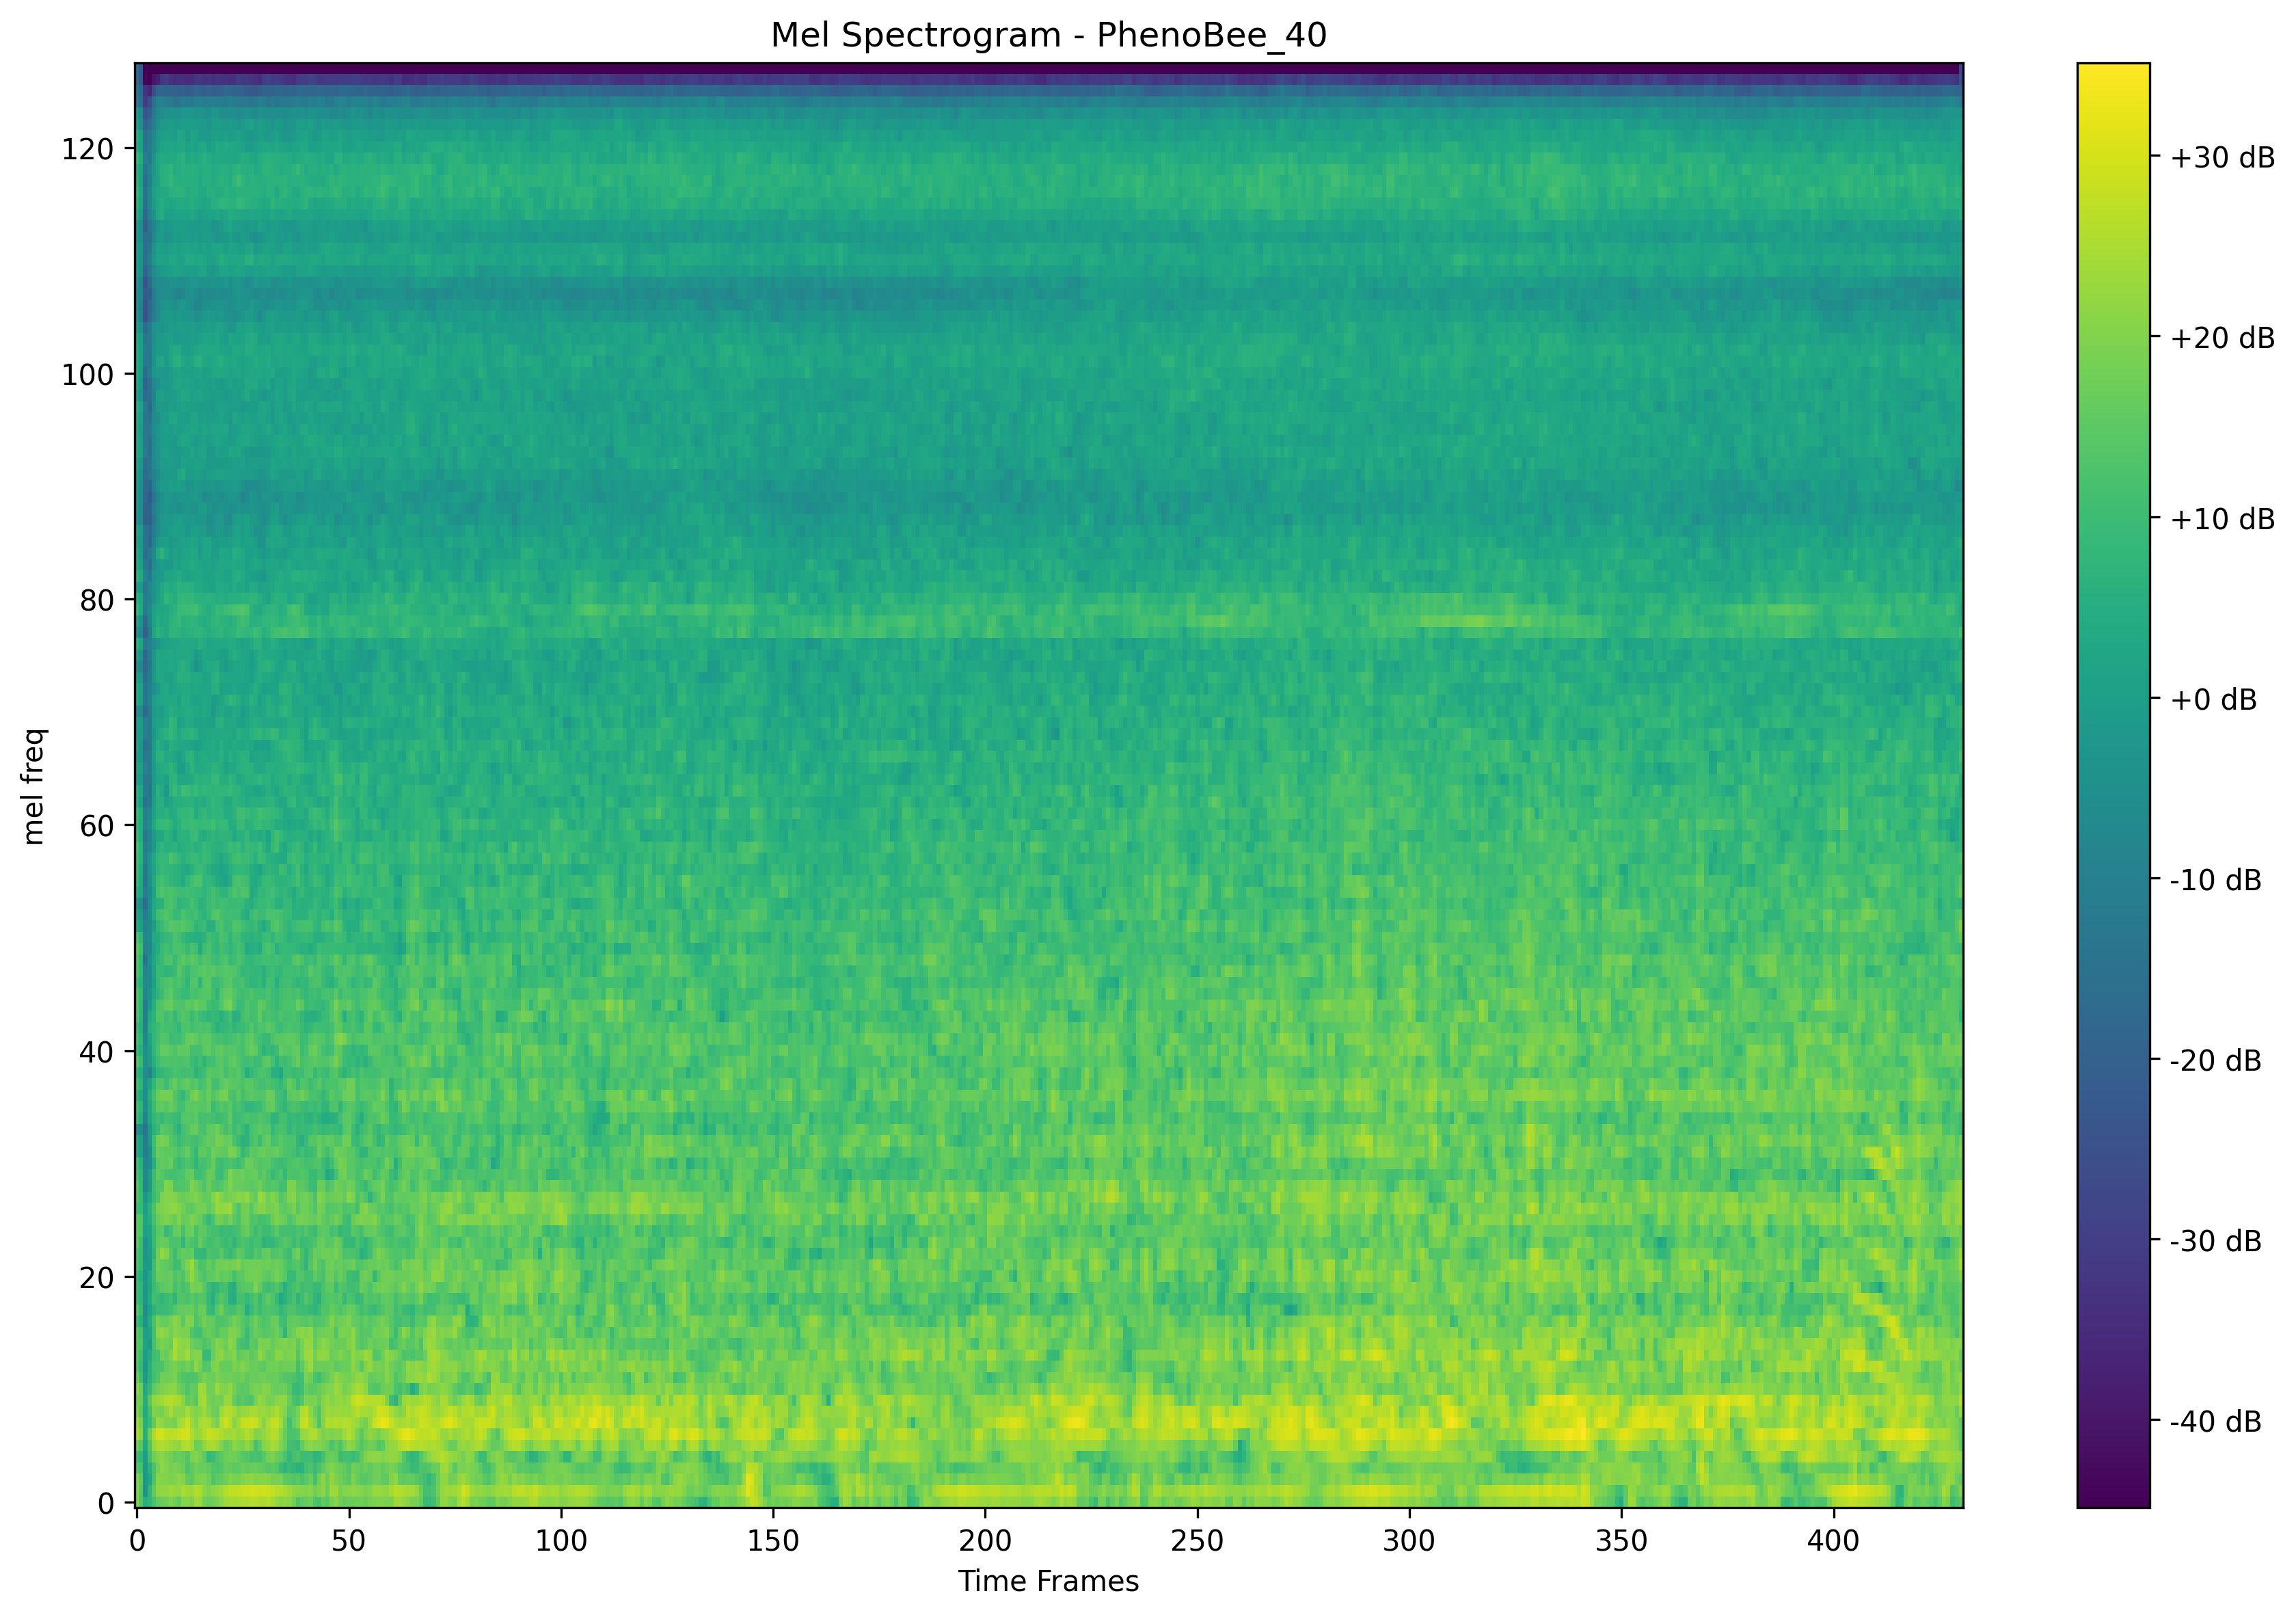 Mel Spectrogram - PhenoBee_40
mel freq
120
100
80
60
40
20
0
0 50 100 150 200 250 300 350 400
Time Frames
+30 dB
+20 dB
+10 dB
+0 dB
-10 dB
-20 dB
-30 dB
-40 dB